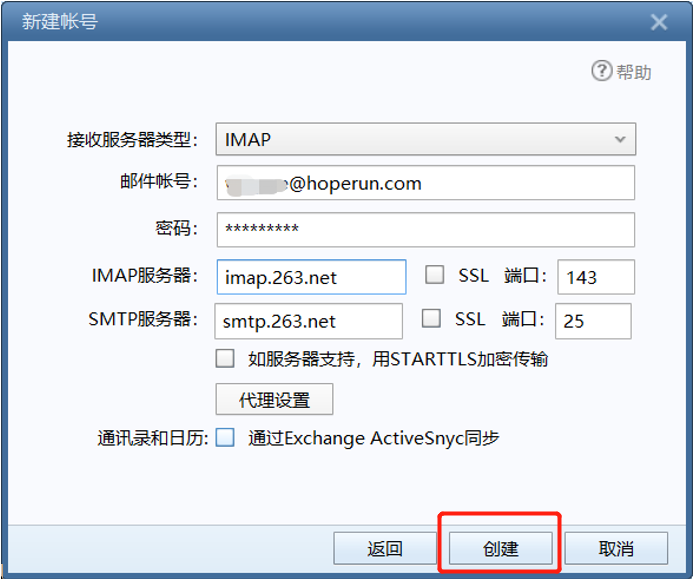 新建帐号
帮助
接收服务器类型： IMAP
邮件帐号： e@hoperun.com
密码： *********
IMAP服务器： imap.263.net SSL 端口： 143
SMTP服务器： smtp.263.net SSL 端口： 25
如服务器支持，用STARTTLS加密传输
代理设置
通讯录和日历: 通过Exchange ActiveSnyc同步
返回 创建 取消